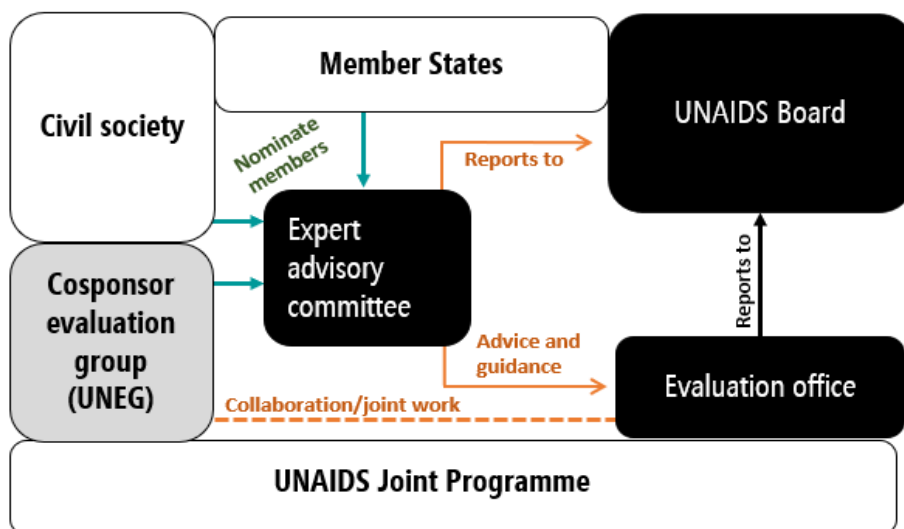 Member States
Civil society
UNAIDS Board
Nominate
members
Reports to
Expert
advisory
committee
Cosponsor
evaluation
group
(UNEG)
Reports to
Advice and
guidance
Evaluation office
Collaboration/joint work
UNAIDS Joint Programme